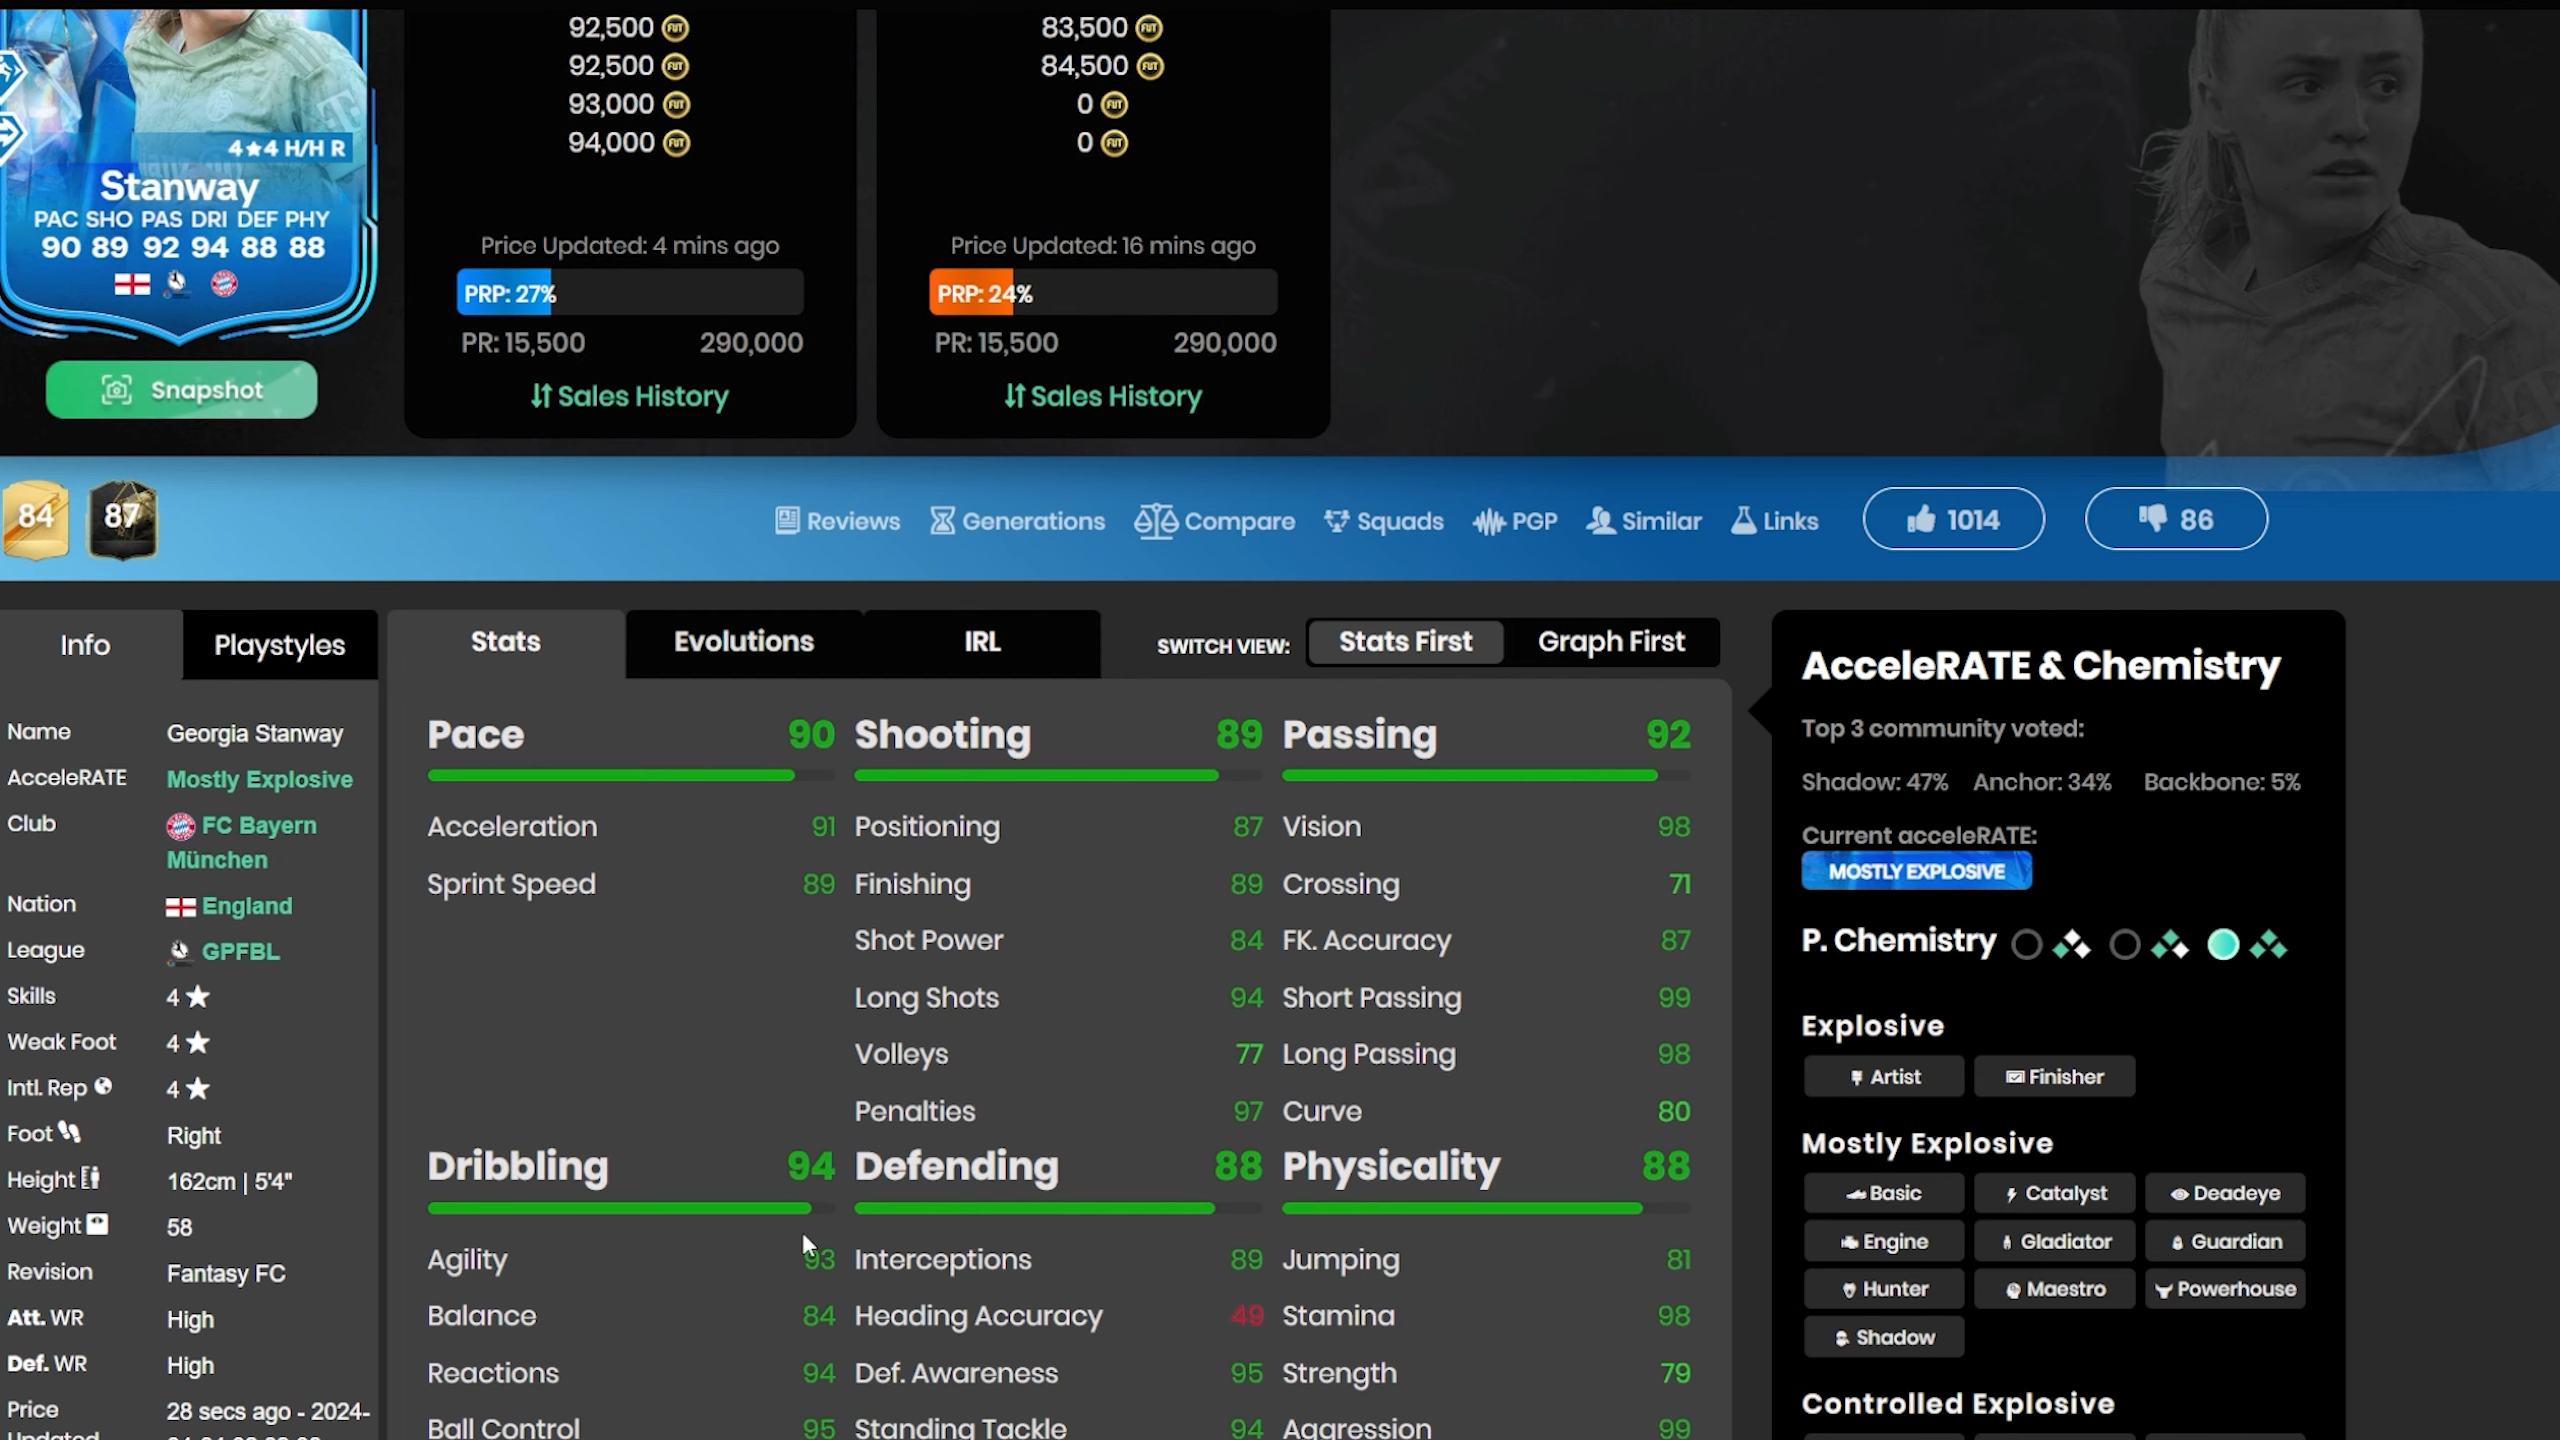 92,500
92,500
93,000
94,000
83,500
84,500
0
0
4★4 H/H R
Stanway
PAC SHO PAS DRI DEF PHY
90 89 92 94 88 88
Snapshot
Price Updated: 4 mins ago
PRP: 27%
PR: 15,500 290,000
Sales History
Price Updated: 16 mins ago
PRP: 24%
PR: 15,500 290,000
Sales History
84 87
Reviews Generations Compare Squads PGP Similar Links 1014 86
Info Playstyles
Name Georgia Stanway
AcceleRATE Mostly Explosive
Club FC Bayern
München
Nation England
League GPFBL
Skills 4 ★
Weak Foot 4 ★
Intl. Rep 4 ★
Foot Right
Height 162cm | 5'4"
Weight 58
Revision Fantasy FC
Att. WR High
Def. WR High
Price 28 secs ago - 2024-
Updated
Stats Evolutions IRL SWITCH VIEW: Stats First Graph First
Pace 90
Acceleration 91
Sprint Speed 89
Shooting 89
Positioning 87
Finishing 89
Shot Power 84
Long Shots 94
Volleys 77
Penalties 97
Passing 92
Vision 98
Crossing 71
FK. Accuracy 87
Short Passing 99
Long Passing 98
Curve 80
Dribbling 94
Agility 93
Balance 84
Reactions 94
Ball Control 95
Defending 88
Interceptions 89
Heading Accuracy 49
Def. Awareness 95
Standing Tackle 94
Physicality 88
Jumping 81
Stamina 98
Strength 79
Aggression 99
AcceleRATE & Chemistry
Top 3 community voted:
Shadow: 47% Anchor: 34% Backbone: 5%
Current acceleRATE:
MOSTLY EXPLOSIVE
P. Chemistry
Explosive
Artist Finisher
Mostly Explosive
Basic Catalyst Deadeye
Engine Gladiator Guardian
Hunter Maestro Powerhouse
Shadow
Controlled Explosive